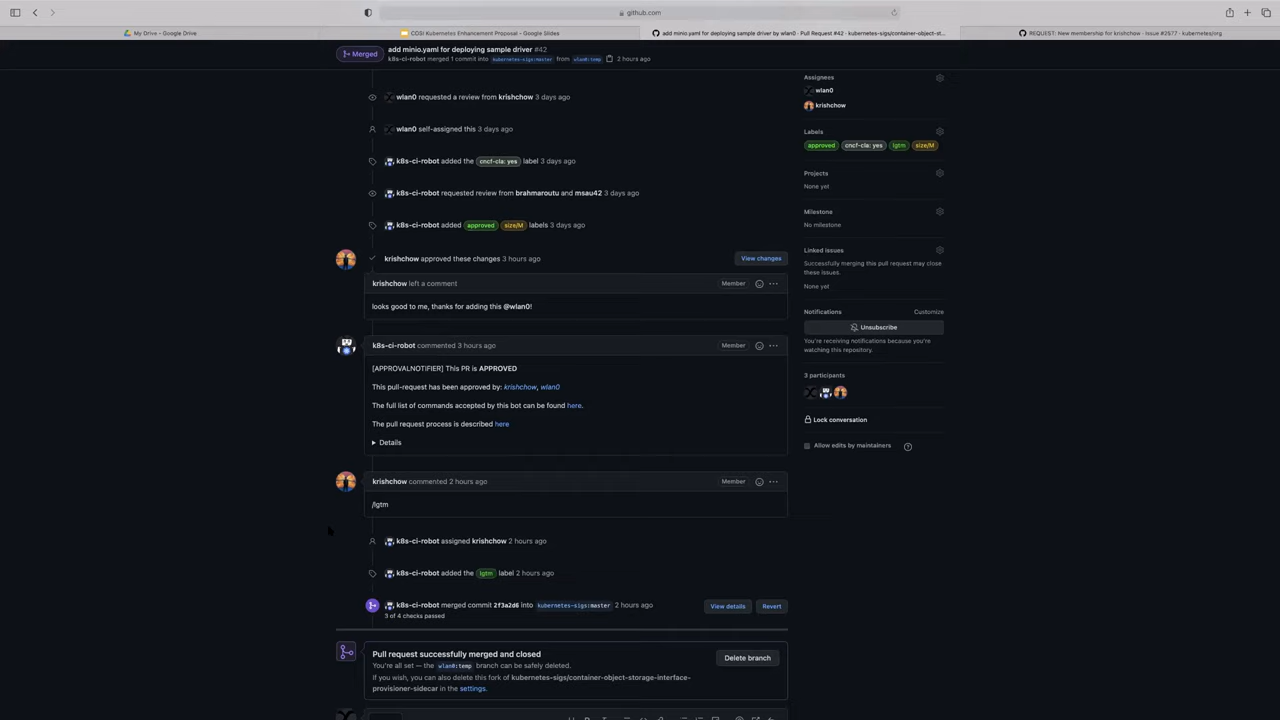 github.com
My Drive - Google Drive
COSI Kubernetes Enhancement Proposal - Google Slides
add minio.yaml for deploying sample driver by wlan0 · Pull Request #42 · kubernetes-sigs/container-object-st...
REQUEST: New membership for krishchow · Issue #2577 · kubernetes/org
Merged
add minio.yaml for deploying sample driver #42
k8s-ci-robot merged 1 commit into kubernetes-sigs:master from wlan0:temp 2 hours ago
wlan0 requested a review from krishchow 3 days ago
wlan0 self-assigned this 3 days ago
k8s-ci-robot added the cncf-cla: yes label 3 days ago
k8s-ci-robot requested review from brahmaroutu and msau42 3 days ago
k8s-ci-robot added approved size/M labels 3 days ago
krishchow approved these changes 3 hours ago
View changes
krishchow left a comment
Member
looks good to me, thanks for adding this @wlan0!
k8s-ci-robot commented 3 hours ago
Member
[APPROVALNOTIFIER] This PR is APPROVED
This pull-request has been approved by: krishchow, wlan0
The full list of commands accepted by this bot can be found here.
The pull request process is described here
Details
krishchow commented 2 hours ago
Member
/lgtm
k8s-ci-robot assigned krishchow 2 hours ago
k8s-ci-robot added the lgtm label 2 hours ago
k8s-ci-robot merged commit 2f3a2d6 into kubernetes-sigs:master 2 hours ago
3 of 4 checks passed
View details
Revert
Pull request successfully merged and closed
You're all set — the wlan0:temp branch can be safely deleted.
If you wish, you can also delete this fork of kubernetes-sigs/container-object-storage-interface-
provisioner-sidecar in the settings.
Delete branch
Assignees
wlan0
krishchow
Labels
approved cncf-cla: yes lgtm size/M
Projects
None yet
Milestone
No milestone
Linked issues
Successfully merging this pull request may close
these issues.
None yet
Notifications
Customize
Unsubscribe
You're receiving notifications because you're
watching this repository.
3 participants
Lock conversation
Allow edits by maintainers